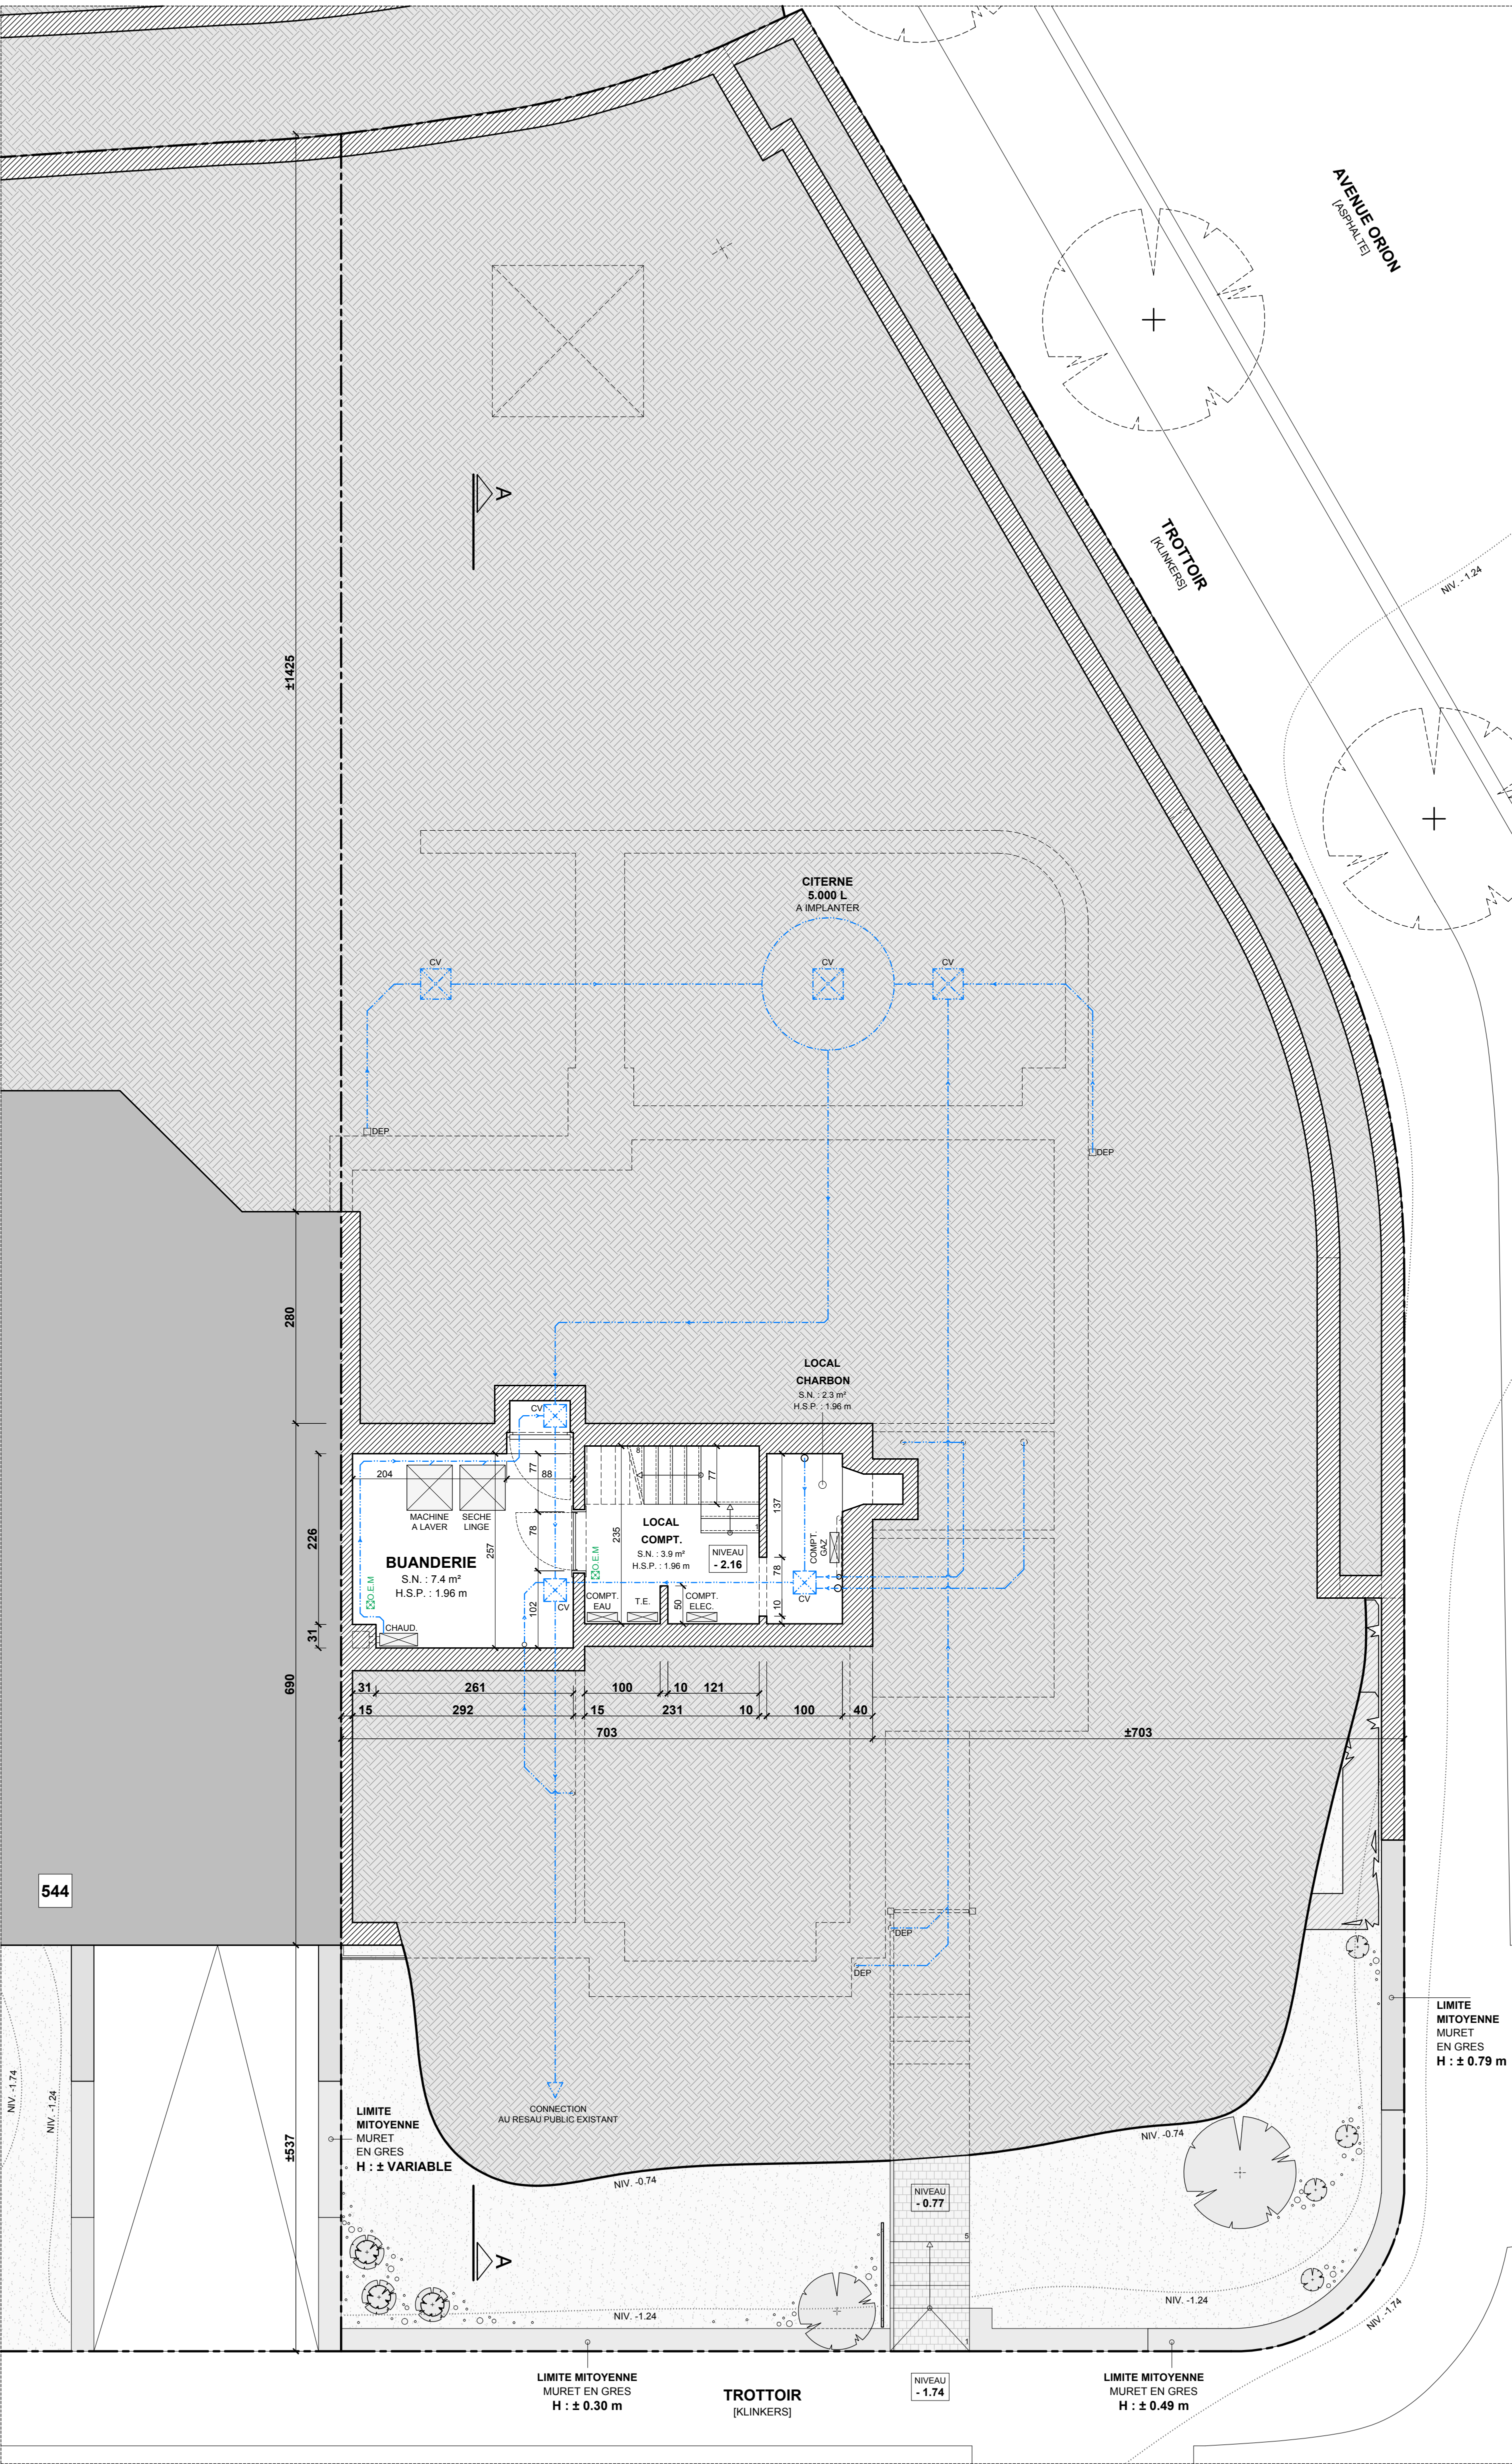 AVENUE ORION
[ASPHALTE]
TROTTOIR
[KLINKERS]
NIV. - 1.24
±1425
CITERNE
5.000 L
A IMPLANTER
CV
CV
CV
DEP
DEP
280
LOCAL
CHARBON
S.N. : 2.3 m²
H.S.P. : 1.96 m
CV
8
204
77
88
77
137
MACHINE
A LAVER
SECHE
LINGE
78
235
LOCAL
COMPT.
S.N. : 3.9 m²
H.S.P. : 1.96 m
1
NIVEAU
- 2.16
COMPT.
GAZ
226
257
BUANDERIE
S.N. : 7.4 m²
H.S.P. : 1.96 m
O.E.M
O.E.M
78
CV
CV
102
COMPT.
EAU
T.E.
50
COMPT.
ELEC.
10
CHAUD.
31
690
31
261
100
10
121
15
292
15
231
10
100
40
703
±703
544
DEP
DEP
LIMITE
MITOYENNE
MURET
EN GRES
H : ± 0.79 m
NIV. -1.74
NIV. -1.24
CONNECTION
AU RESAU PUBLIC EXISTANT
LIMITE
MITOYENNE
MURET
EN GRES
H : ± VARIABLE
±537
NIV. -0.74
NIV. -0.74
NIVEAU
- 0.77
A
A
5
1
NIV. -1.24
NIV. -1.24
NIV. -1.74
LIMITE MITOYENNE
MURET EN GRES
H : ± 0.30 m
TROTTOIR
[KLINKERS]
NIVEAU
- 1.74
LIMITE MITOYENNE
MURET EN GRES
H : ± 0.49 m